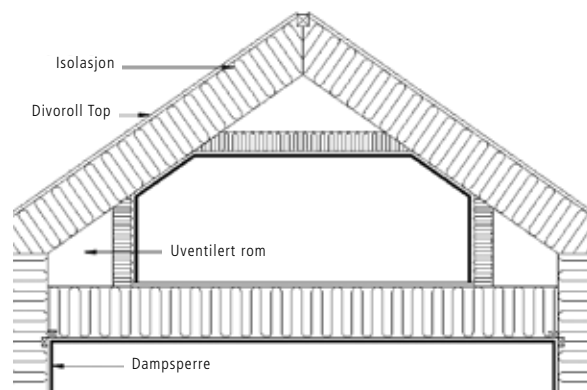 Isolasjon
Divoroll Top
Uventilert rom
Dampsperre